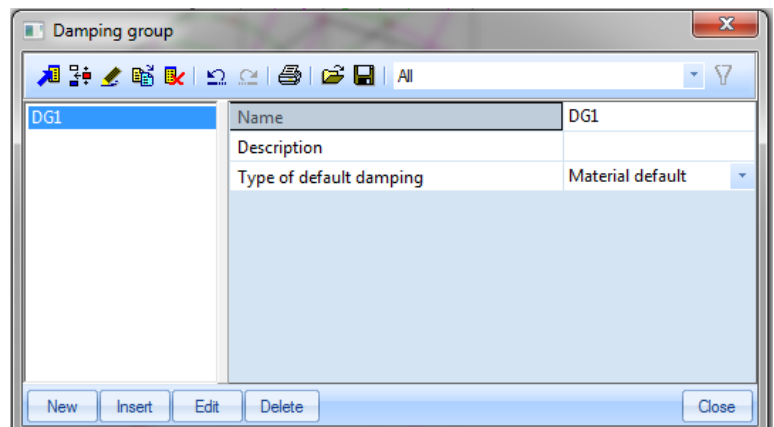 Damping group
All
DG1
Name DG1
Description
Type of default damping Material default
New Insert Edit Delete Close